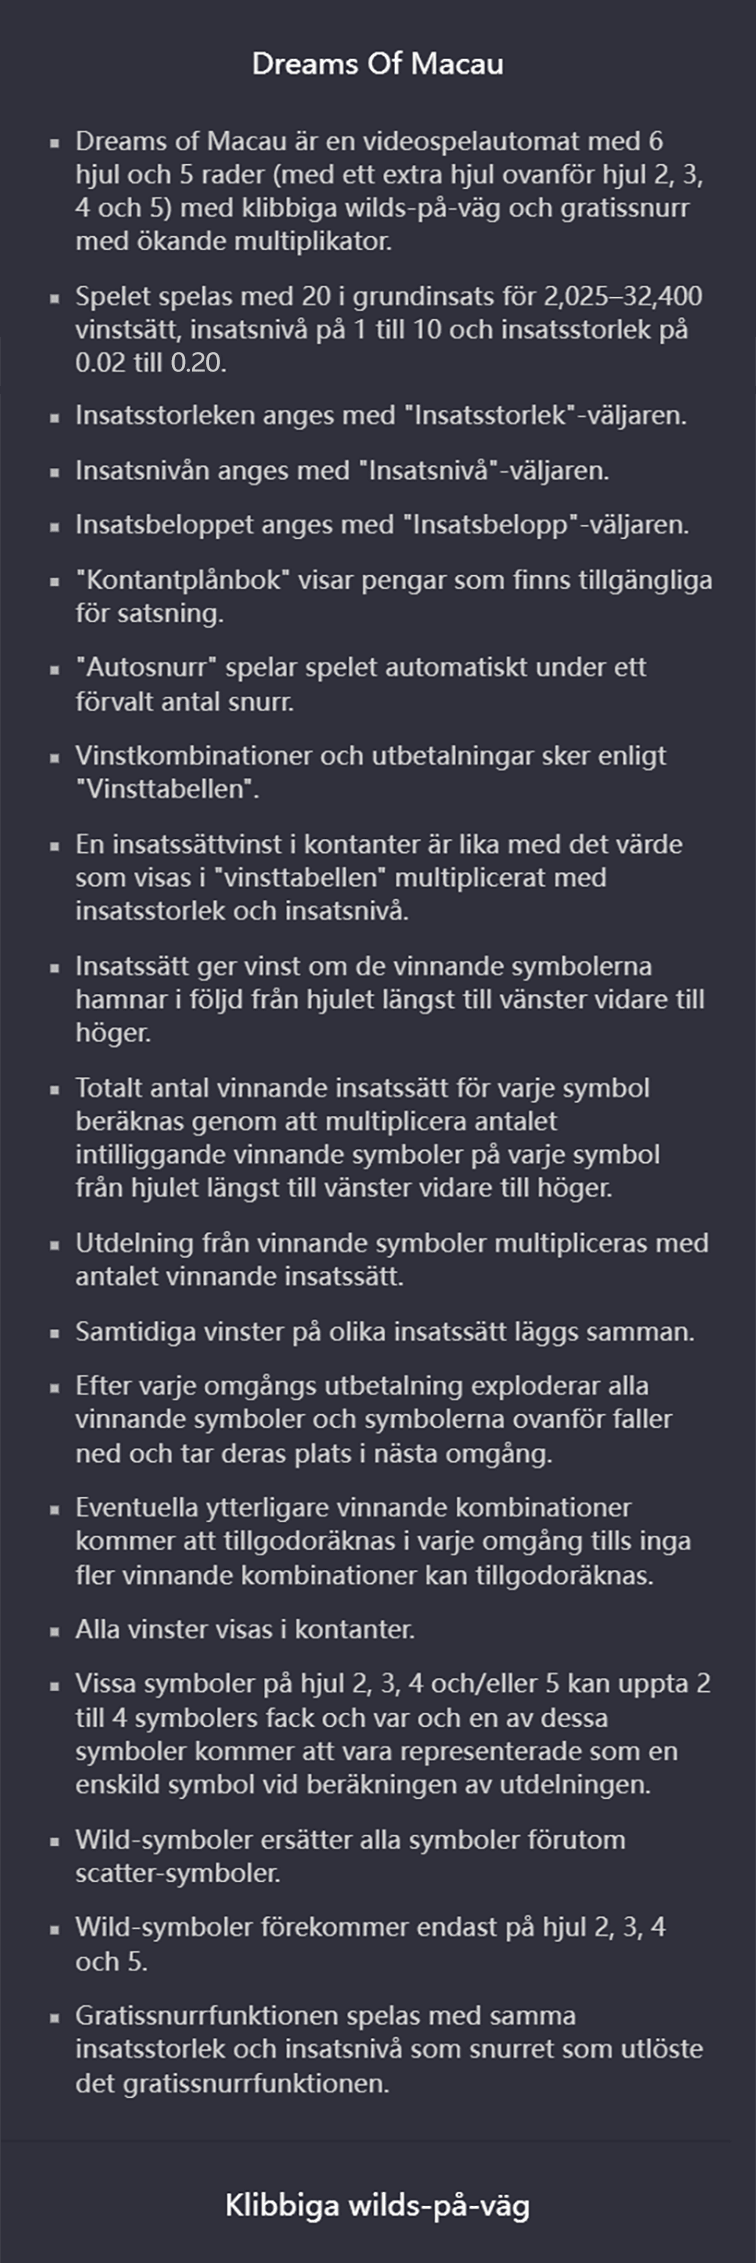 Dreams Of Macau
▪ Dreams of Macau är en videospelautomat med 6
hjul och 5 rader (med ett extra hjul ovanför hjul 2, 3,
4 och 5) med klibbiga wilds-på-väg och gratissnurr
med ökande multiplikator.
▪ Spelet spelas med 20 i grundinsats för 2,025–32,400
vinstsätt, insatsnivå på 1 till 10 och insatsstorlek på
0.02 till 0.20.
▪ Insatsstorleken anges med "Insatsstorlek"-väljaren.
▪ Insatsnivån anges med "Insatsnivå"-väljaren.
▪ Insatsbeloppet anges med "Insatsbelopp"-väljaren.
▪ "Kontantplånbok" visar pengar som finns tillgängliga
för satsning.
▪ "Autosnurr" spelar spelet automatiskt under ett
förvalt antal snurr.
▪ Vinstkombinationer och utbetalningar sker enligt
"Vinsttabellen".
▪ En insatssättvinst i kontanter är lika med det värde
som visas i "vinsttabellen" multiplicerat med
insatsstorlek och insatsnivå.
▪ Insatssätt ger vinst om de vinnande symbolerna
hamnar i följd från hjulet längst till vänster vidare till
höger.
▪ Totalt antal vinnande insatssätt för varje symbol
beräknas genom att multiplicera antalet
intilliggande vinnande symboler på varje symbol
från hjulet längst till vänster vidare till höger.
▪ Utdelning från vinnande symboler multipliceras med
antalet vinnande insatssätt.
▪ Samtidiga vinster på olika insatssätt läggs samman.
▪ Efter varje omgångs utbetalning exploderar alla
vinnande symboler och symbolerna ovanför faller
ned och tar deras plats i nästa omgång.
▪ Eventuella ytterligare vinnande kombinationer
kommer att tillgodoräknas i varje omgång tills inga
fler vinnande kombinationer kan tillgodoräknas.
▪ Alla vinster visas i kontanter.
▪ Vissa symboler på hjul 2, 3, 4 och/eller 5 kan uppta 2
till 4 symbolers fack och var och en av dessa
symboler kommer att vara representerade som en
enskild symbol vid beräkningen av utdelningen.
▪ Wild-symboler ersätter alla symboler förutom
scatter-symboler.
▪ Wild-symboler förekommer endast på hjul 2, 3, 4
och 5.
▪ Gratissnurrfunktionen spelas med samma
insatsstorlek och insatsnivå som snurret som utlöste
det gratissnurrfunktionen.
Klibbiga wilds-på-väg